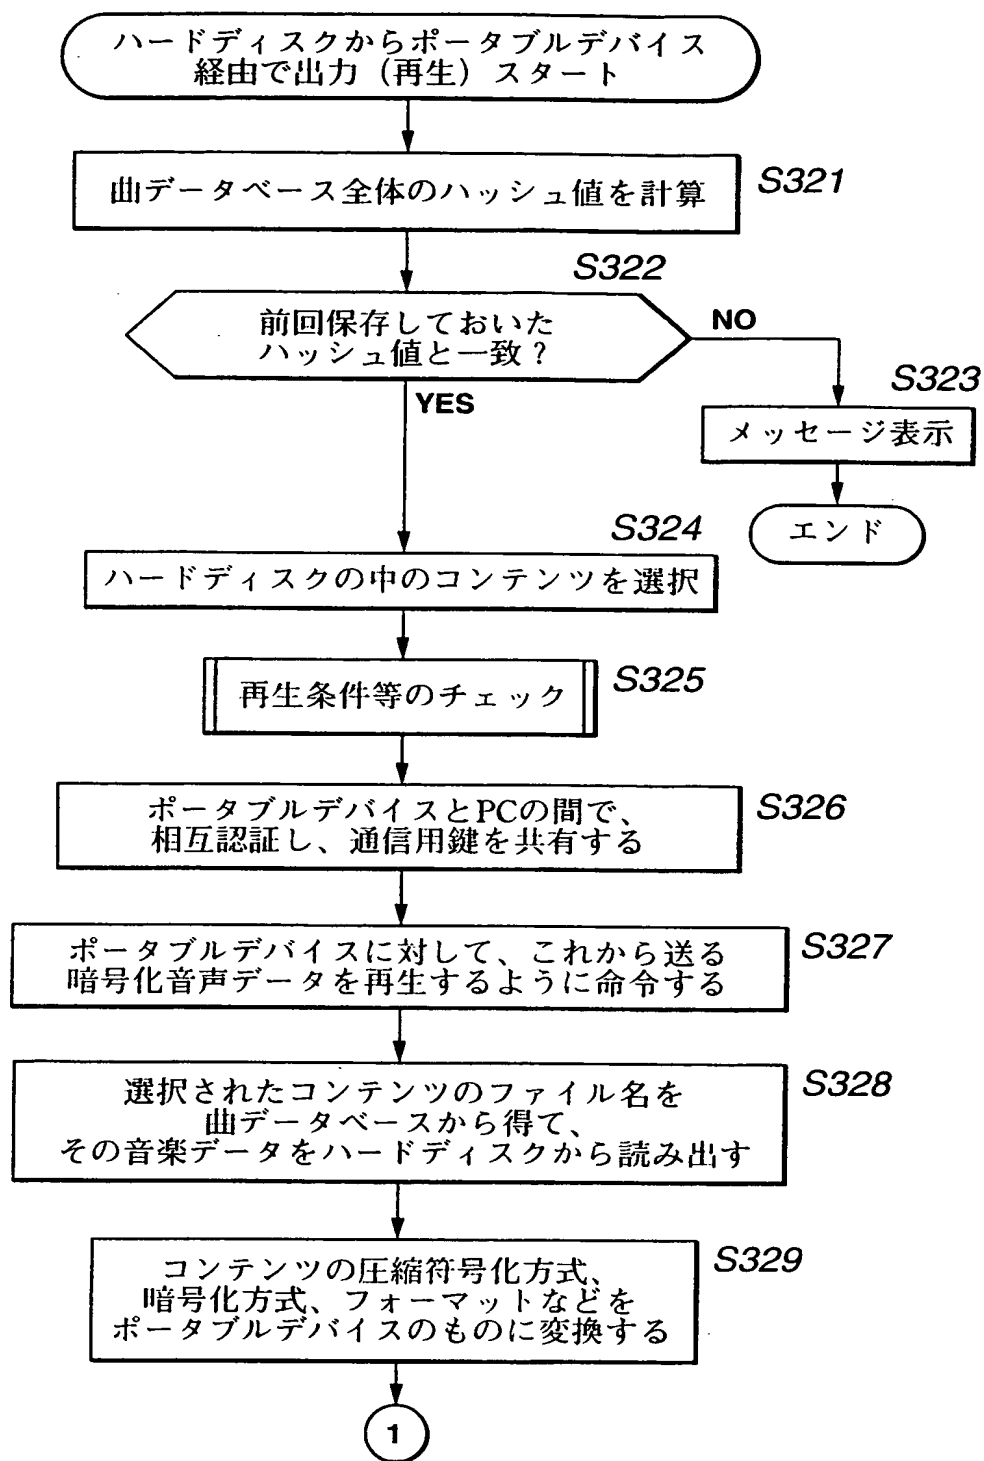 ハードディスクからポータブルデバイス
経由で出力（再生）スタート
S321
曲データベース全体のハッシュ値を計算
S322
前回保存しておいた
ハッシュ値と一致？
NO
YES
S323
メッセージ表示
エンド
S324
ハードディスクの中のコンテンツを選択
S325
再生条件等のチェック
S326
ポータブルデバイスとPCの間で、
相互認証し、通信用鍵を共有する
S327
ポータブルデバイスに対して、これから送る
暗号化音声データを再生するように命令する
S328
選択されたコンテンツのファイル名を
曲データベースから得て、
その音楽データをハードディスクから読み出す
S329
コンテンツの圧縮符号化方式、
暗号化方式、フォーマットなどを
ポータブルデバイスのものに変換する
1